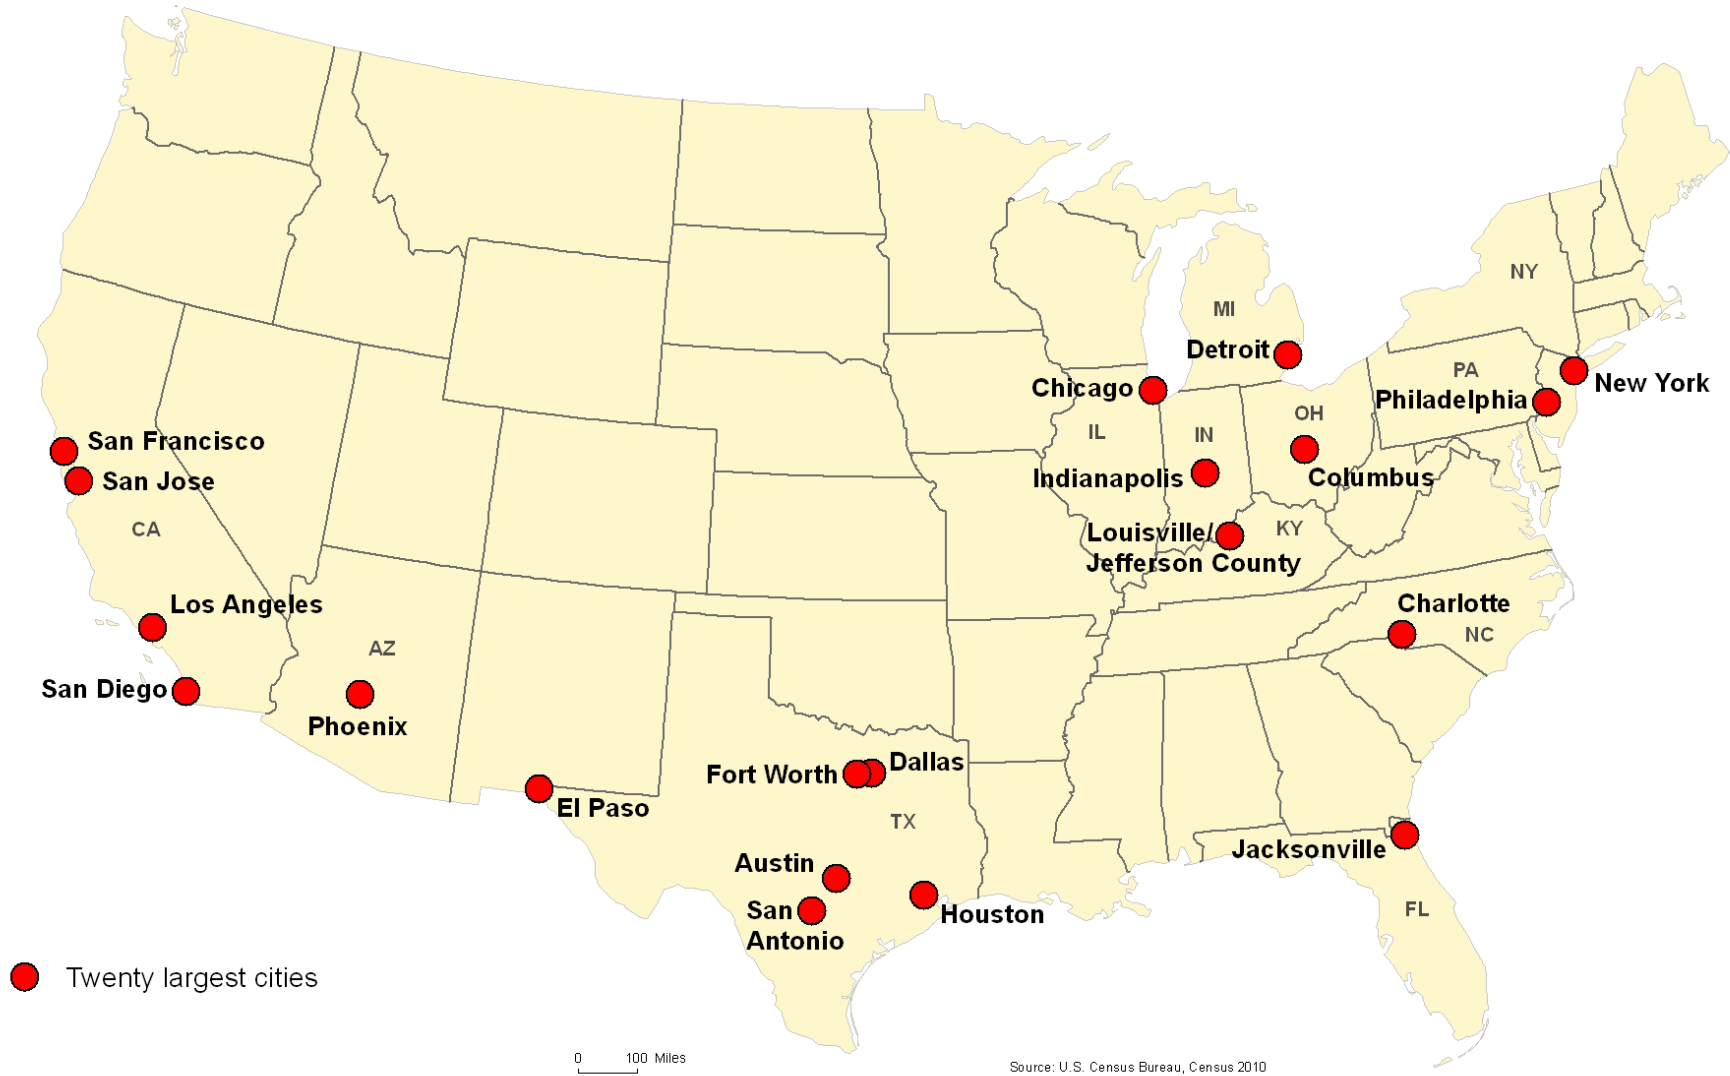 NY
MI
Detroit
PA
New York
Chicago
Philadelphia
OH
IL
IN
San Francisco
Indianapolis
Columbus
San Jose
CA
Louisville/
Jefferson County
KY
Los Angeles
Charlotte
NC
AZ
San Diego
Phoenix
Fort Worth
Dallas
El Paso
TX
Austin
Jacksonville
San
Antonio
Houston
FL
Twenty largest cities
0 100 Miles
Source: U.S. Census Bureau, Census 2010